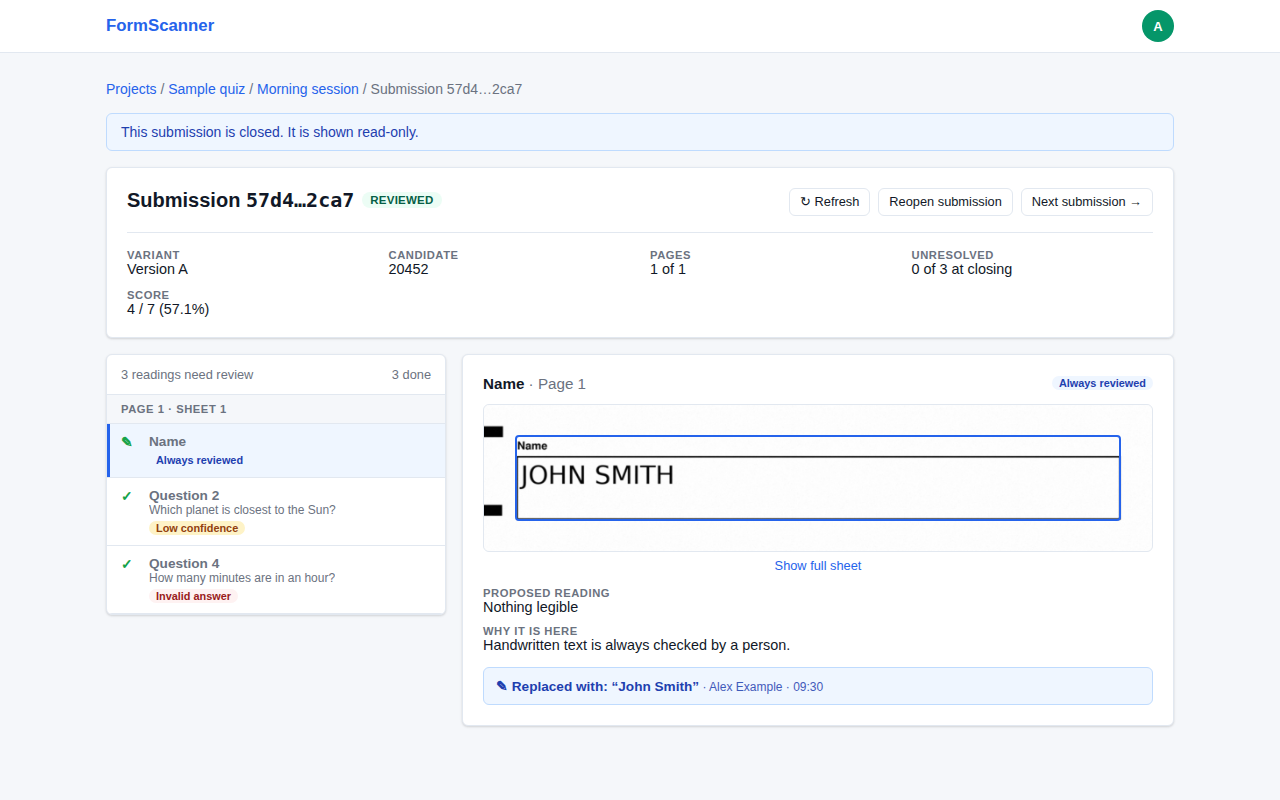 FormScanner
A
Projects / Sample quiz / Morning session / Submission 57d4…2ca7
This submission is closed. It is shown read-only.
Submission 57d4…2ca7 REVIEWED
↻ Refresh
Reopen submission
Next submission →
VARIANT
Version A
CANDIDATE
20452
PAGES
1 of 1
UNRESOLVED
0 of 3 at closing
SCORE
4 / 7 (57.1%)
3 readings need review
3 done
PAGE 1 · SHEET 1
✎ Name
Always reviewed
✓ Question 2
Which planet is closest to the Sun?
Low confidence
✓ Question 4
How many minutes are in an hour?
Invalid answer
Name · Page 1
Always reviewed
Name
JOHN SMITH
Show full sheet
PROPOSED READING
Nothing legible
WHY IT IS HERE
Handwritten text is always checked by a person.
✎ Replaced with: “John Smith” · Alex Example · 09:30